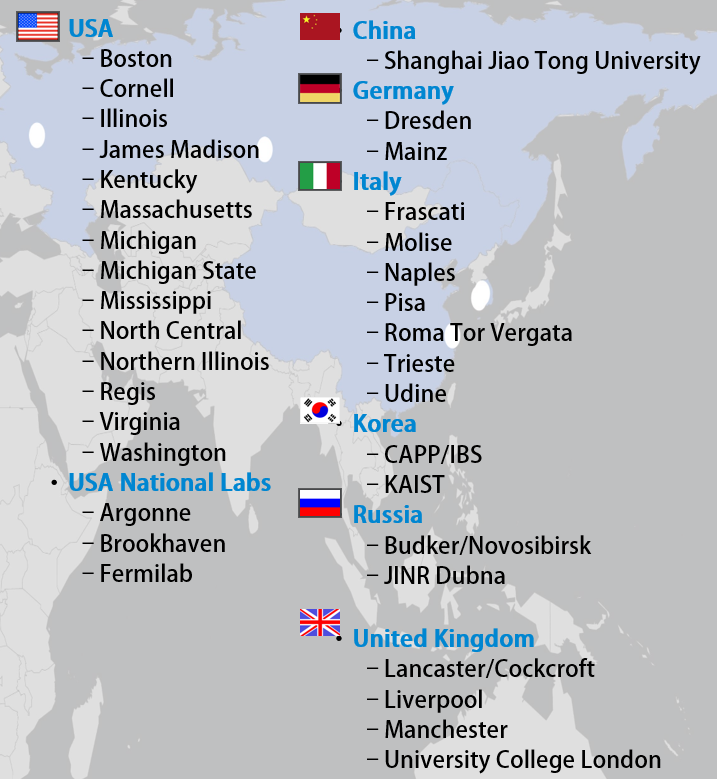 USA
– Boston
– Cornell
– Illinois
– James Madison
– Kentucky
– Massachusetts
– Michigan
– Michigan State
– Mississippi
– North Central
– Northern Illinois
– Regis
– Virginia
– Washington
• USA National Labs
– Argonne
– Brookhaven
– Fermilab
• China
– Shanghai Jiao Tong University
Germany
– Dresden
– Mainz
Italy
– Frascati
– Molise
– Naples
– Pisa
– Roma Tor Vergata
– Trieste
– Udine
• Korea
– CAPP/IBS
– KAIST
Russia
– Budker/Novosibirsk
– JINR Dubna
• United Kingdom
– Lancaster/Cockcroft
– Liverpool
– Manchester
– University College London